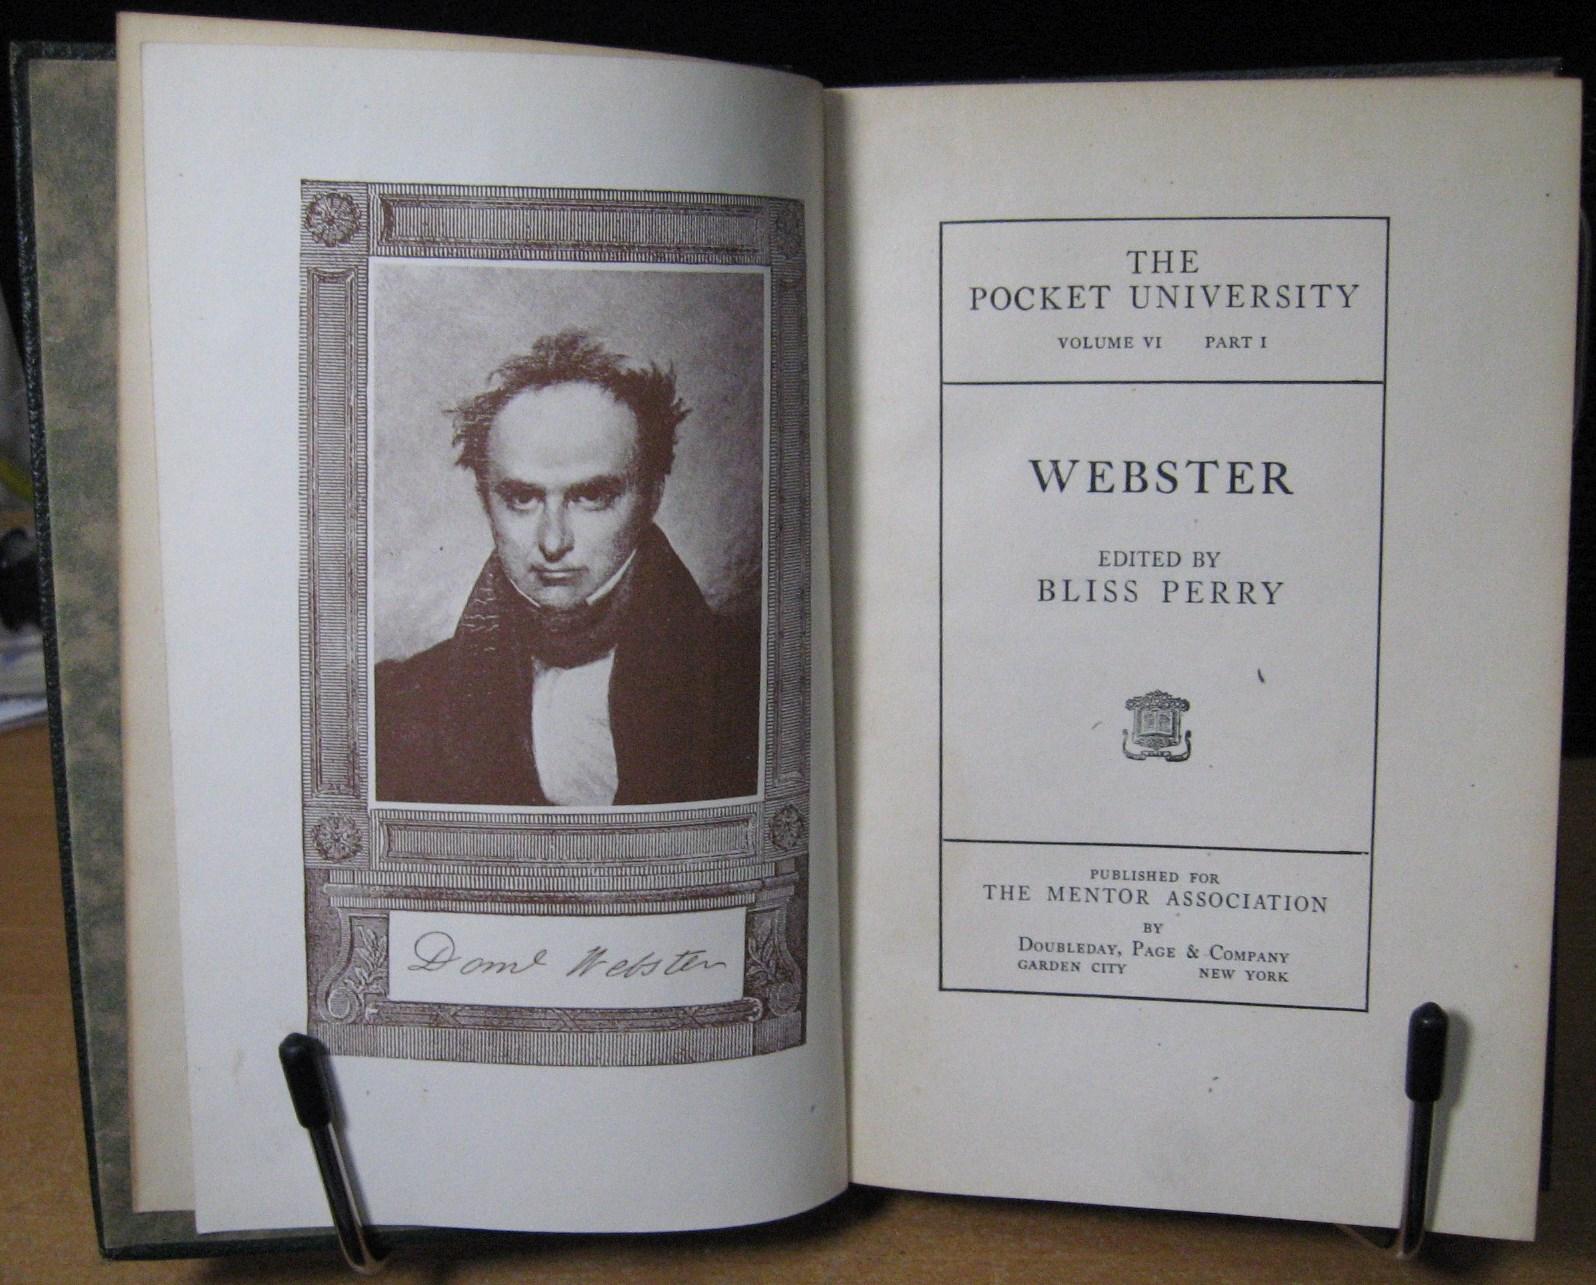 Danl Webster
THE
POCKET UNIVERSITY
VOLUME VI PART I
WEBSTER
EDITED BY
BLISS PERRY
PUBLISHED FOR
THE MENTOR ASSOCIATION
BY
DOUBLEDAY, PAGE & COMPANY
GARDEN CITY NEW YORK